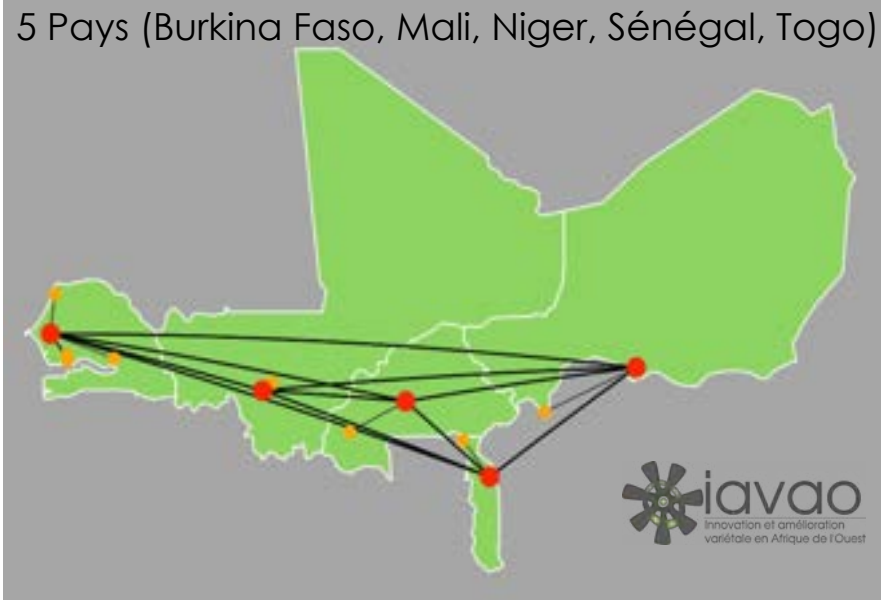 5 Pays (Burkina Faso, Mali, Niger, Sénégal, Togo)
iavao
Innovation et amélioration
variétale en Afrique de l'Ouest